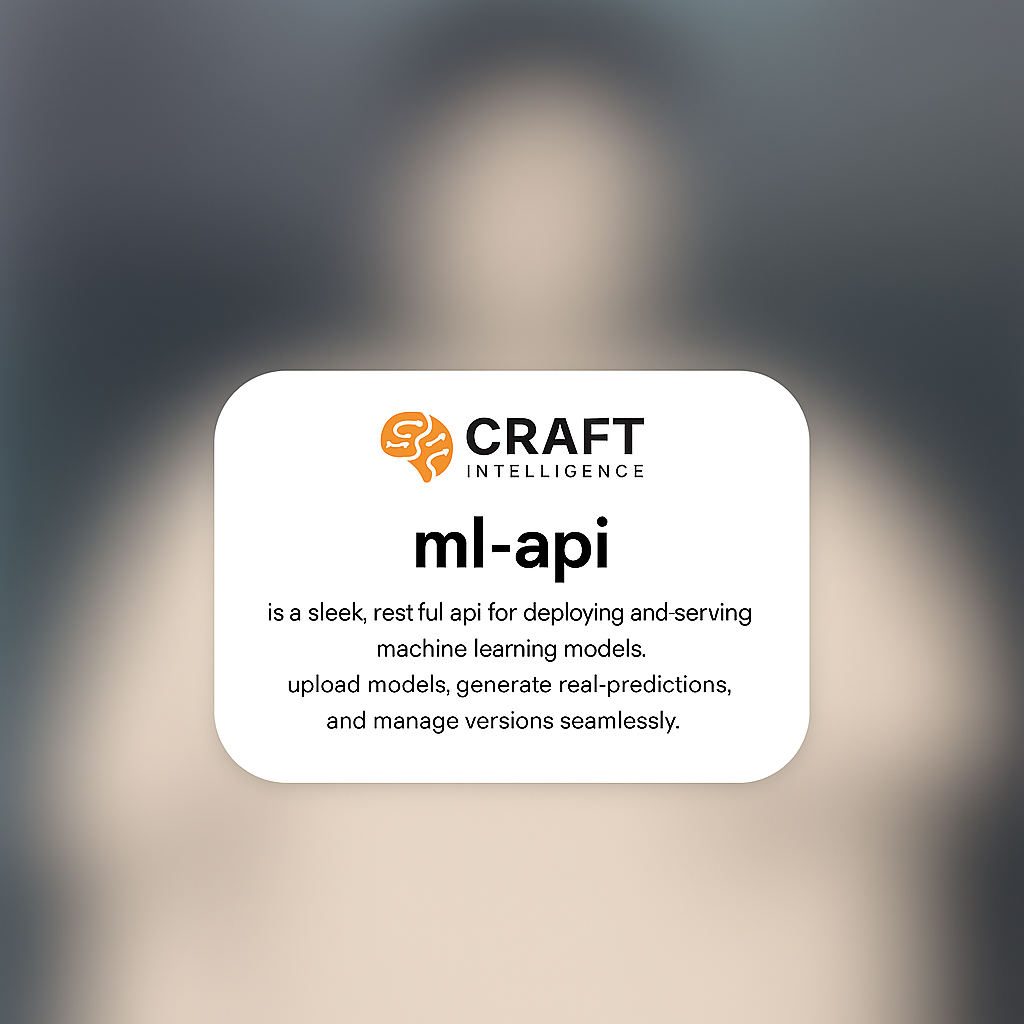 CRAFT
INTELLIGENCE
ml-api
is a sleek, rest ful api for deploying and-serving
machine learning models.
upload models, generate real-predictions,
and manage versions seamlessly.